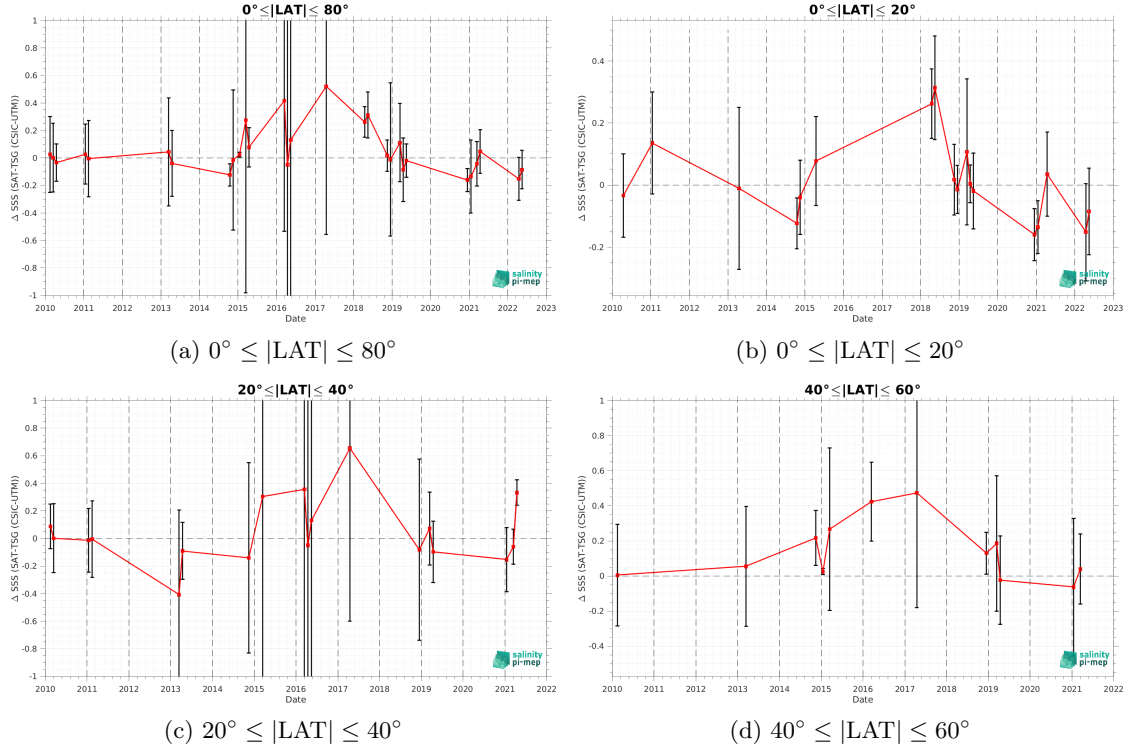 0°≤|LAT|≤ 80°
1
0.8
0.6
0.4
0.2
0
-0.2
-0.4
-0.6
-0.8
-1
Δ SSS (SAT-TSG (CSIC-UTM))
2010 2011 2012 2013 2014 2015 2016 2017 2018 2019 2020 2021 2022 2023
Date
salinity
pi-mep
(a) 0° ≤ |LAT| ≤ 80°
0°≤|LAT|≤ 20°
0.4
0.2
0
-0.2
Δ SSS (SAT-TSG (CSIC-UTM))
2010 2011 2012 2013 2014 2015 2016 2017 2018 2019 2020 2021 2022 2023
Date
salinity
pi-mep
(b) 0° ≤ |LAT| ≤ 20°
20°≤|LAT|≤ 40°
1
0.8
0.6
0.4
0.2
0
-0.2
-0.4
-0.6
-0.8
-1
Δ SSS (SAT-TSG (CSIC-UTM))
2010 2011 2012 2013 2014 2015 2016 2017 2018 2019 2020 2021 2022
Date
salinity
pi-mep
(c) 20° ≤ |LAT| ≤ 40°
40°≤|LAT|≤ 60°
1
0.8
0.6
0.4
0.2
0
-0.2
-0.4
Δ SSS (SAT-TSG (CSIC-UTM))
2010 2011 2012 2013 2014 2015 2016 2017 2018 2019 2020 2021 2022
Date
salinity
pi-mep
(d) 40° ≤ |LAT| ≤ 60°